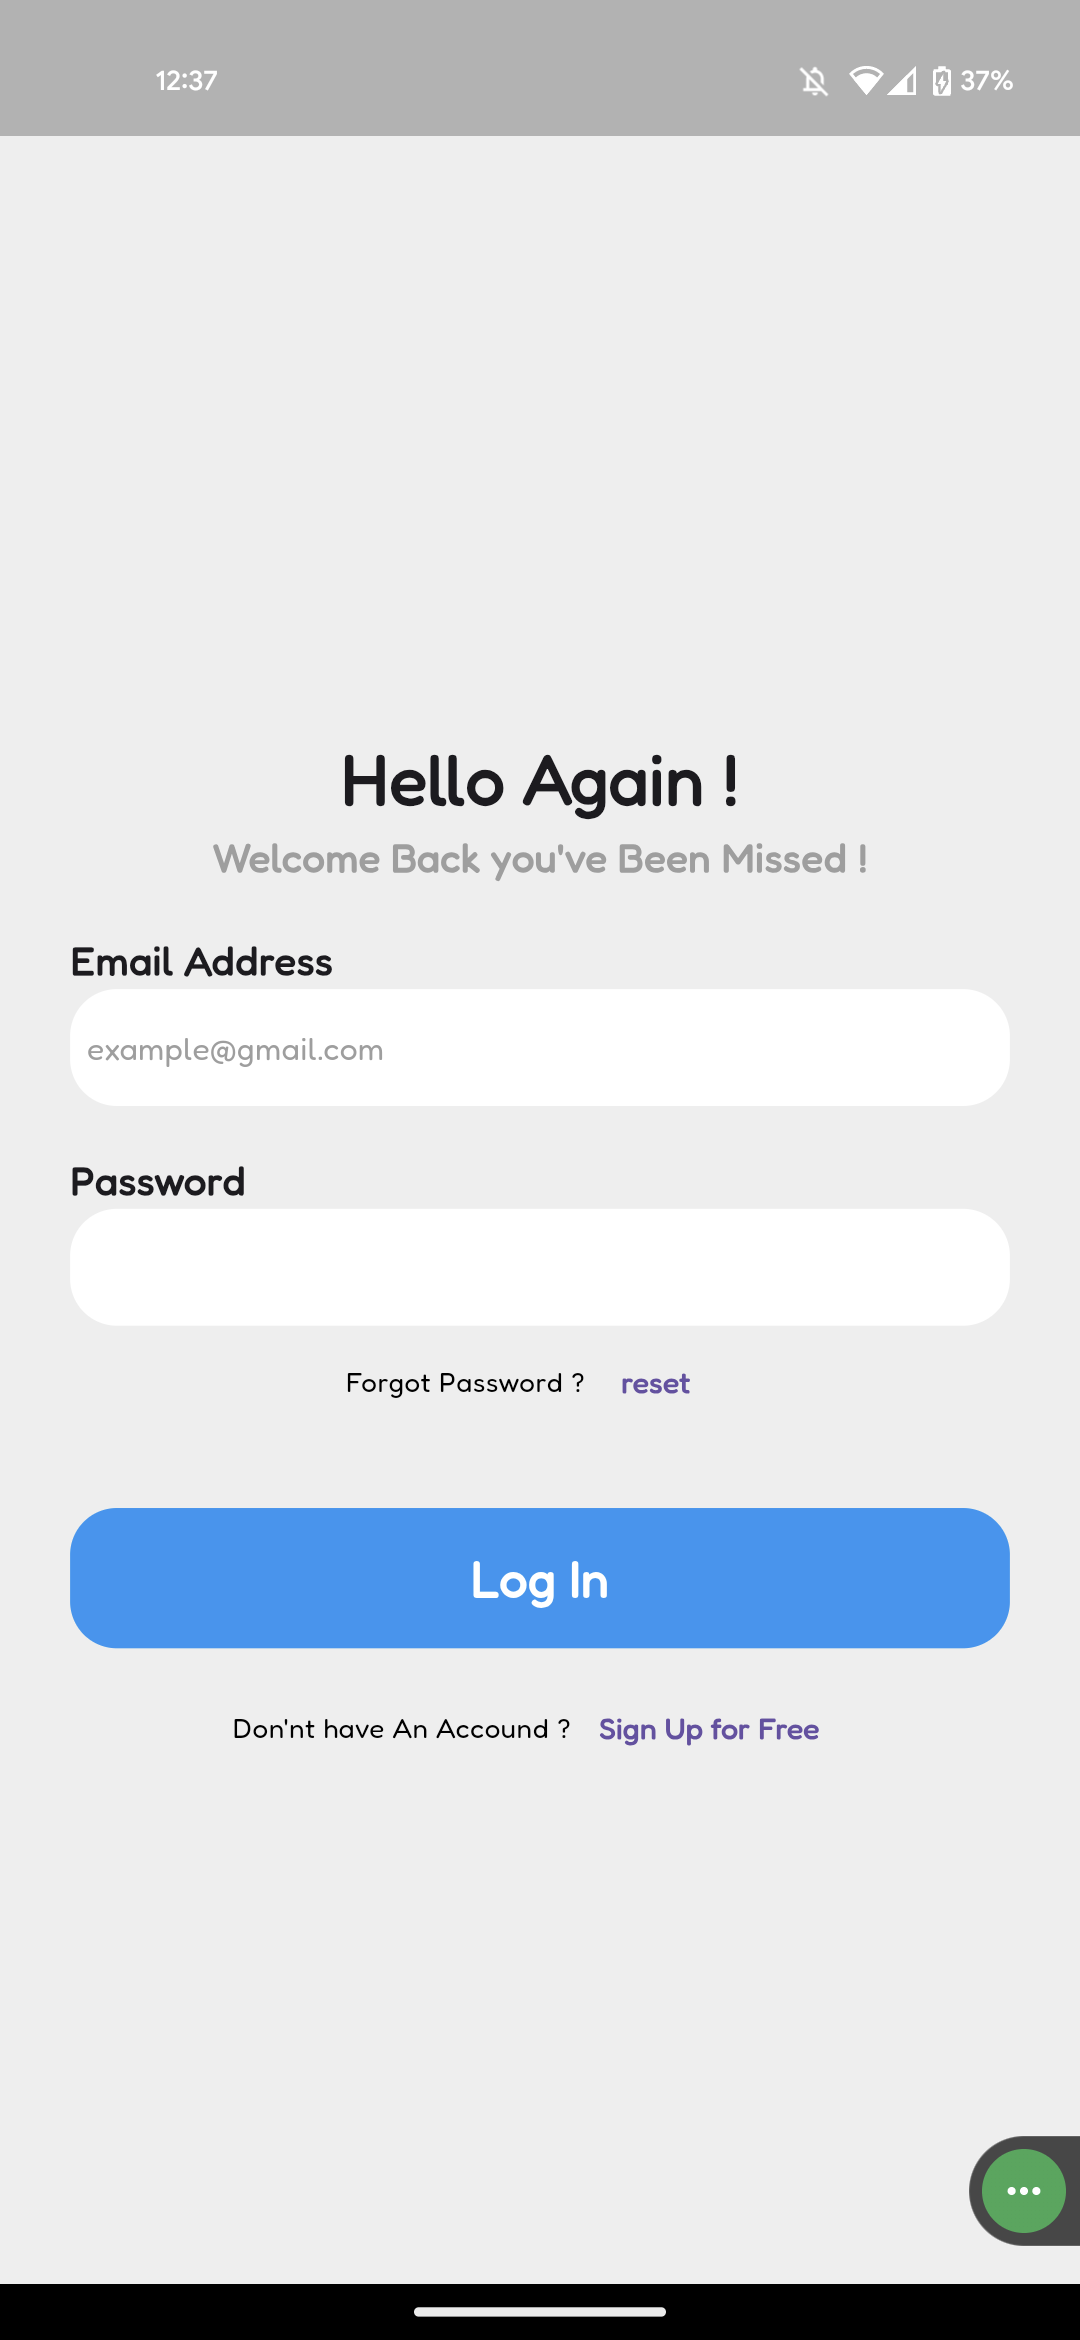 12:37
37%
Hello Again !
Welcome Back you've Been Missed !
Email Address
example@gmail.com
Password
Forgot Password ? reset
Log In
Don'nt have An Accound ? Sign Up for Free